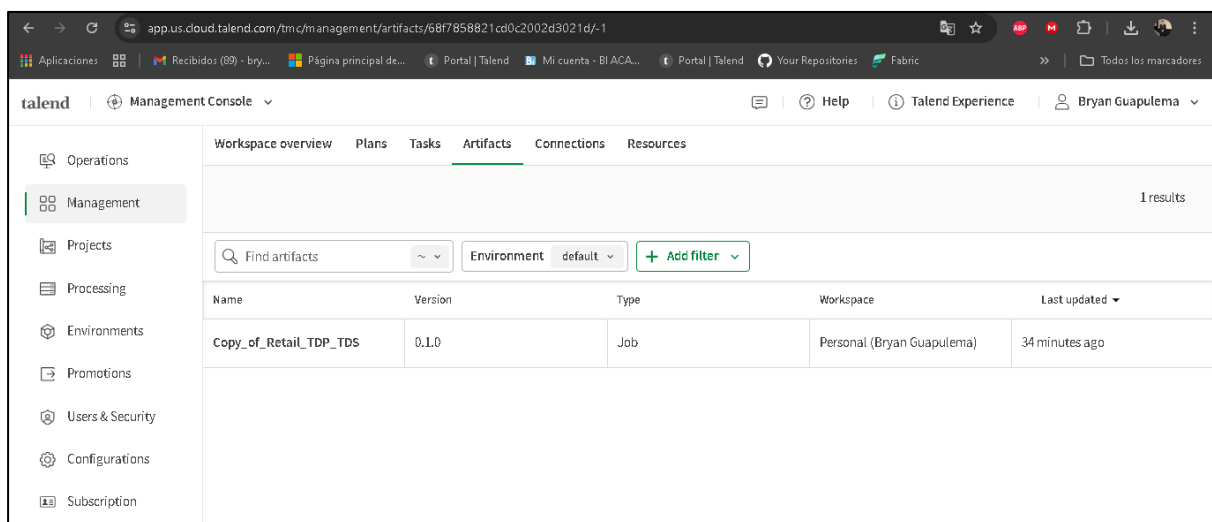 app.us.cloud.talend.com/tmc/management/artifacts/68f7858821cd0c2002d3021d/-1
Aplicaciones Recibidos (89) - bry... Página principal de... Portal | Talend Mi cuenta - BI ACA... Portal | Talend Your Repositories Fabric » Todos los marcadores
talend Management Console Help Talend Experience Bryan Guapulema
Workspace overview Plans Tasks Artifacts Connections Resources
Operations
Management
Projects
Processing
Environments
Promotions
Users & Security
Configurations
Subscription
1 results
Find artifacts ~ Environment default + Add filter
Name Version Type Workspace Last updated
Copy_of_Retail_TDP_TDS 0.1.0 Job Personal (Bryan Guapulema) 34 minutes ago